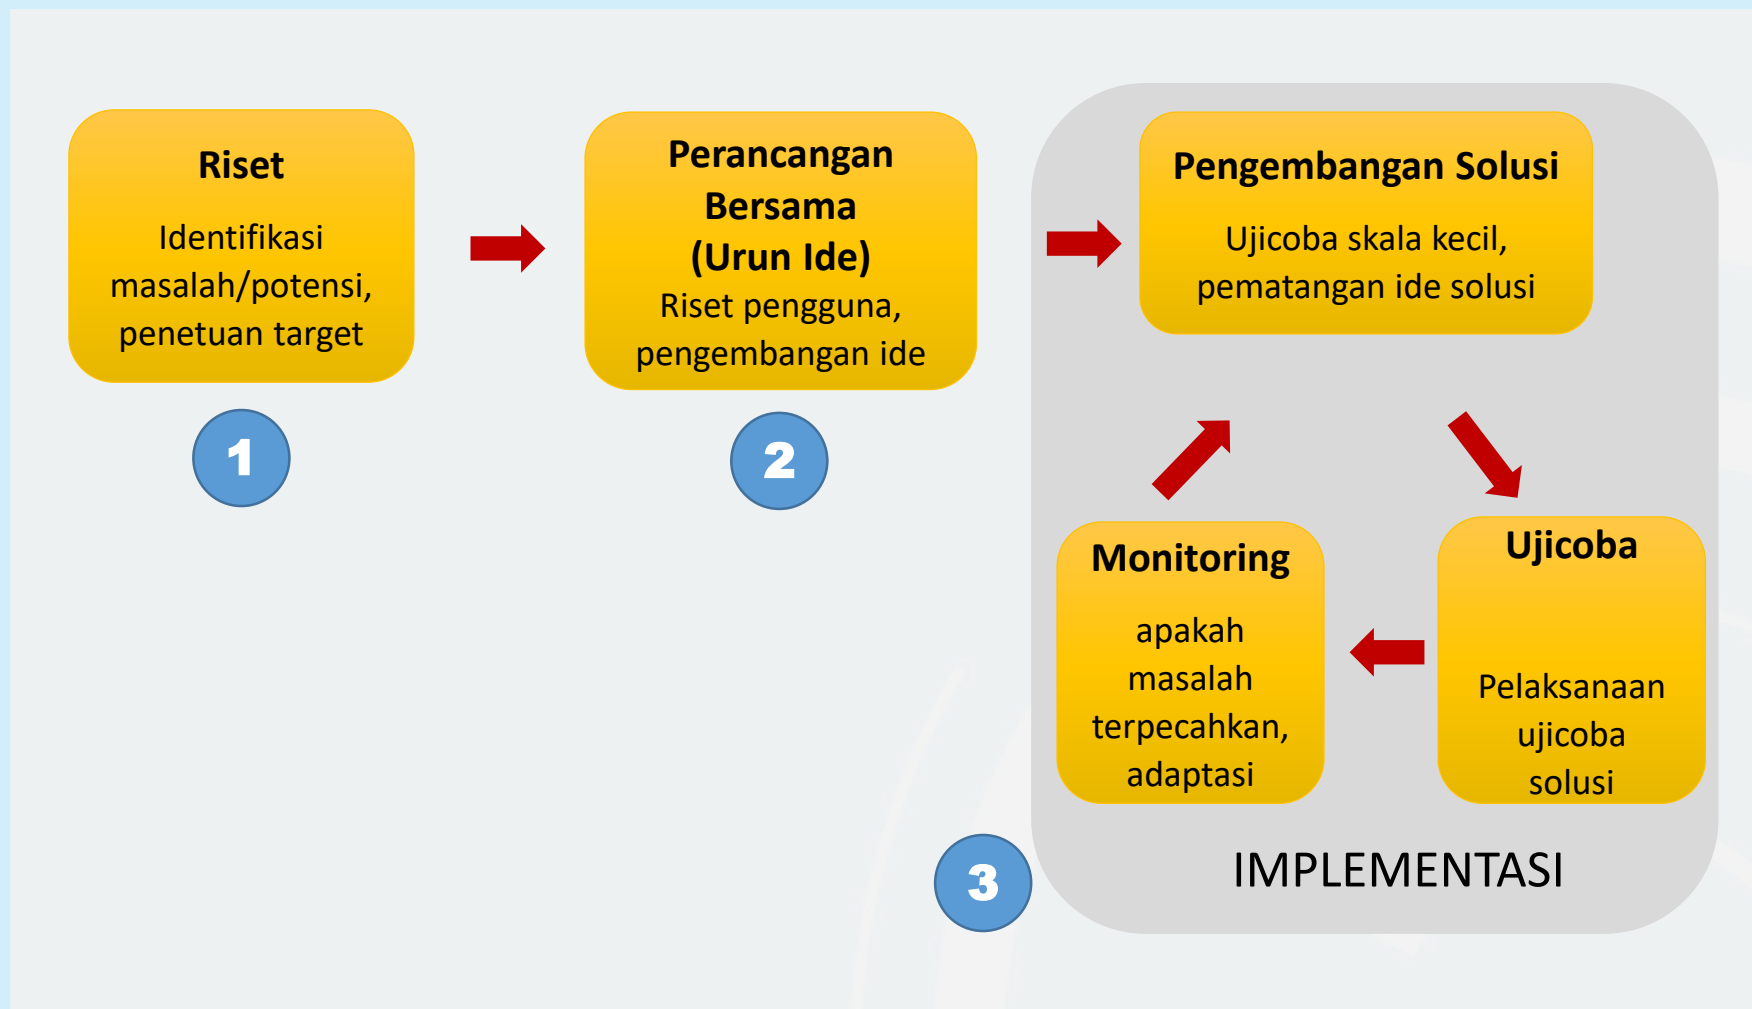 Riset
Identifikasi
masalah/potensi,
penetuan target
1
Perancangan
Bersama
(Urun Ide)
Riset pengguna,
pengembangan ide
2
Pengembangan Solusi
Ujicoba skala kecil,
pematangan ide solusi
Ujicoba
Pelaksanaan
ujicoba
solusi
Monitoring
apakah
masalah
terpecahkan,
adaptasi
3
IMPLEMENTASI